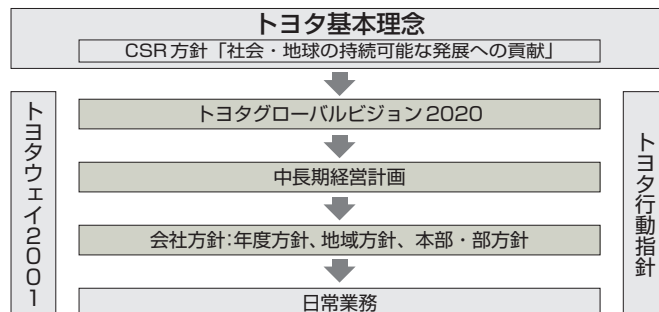 トヨタ基本理念
CSR方針「社会・地球の持続可能な発展への貢献」
トヨタウェイ2001
トヨタグローバルビジョン2020
中長期経営計画
会社方針:年度方針、地域方針、本部・部方針
日常業務
トヨタ行動指針